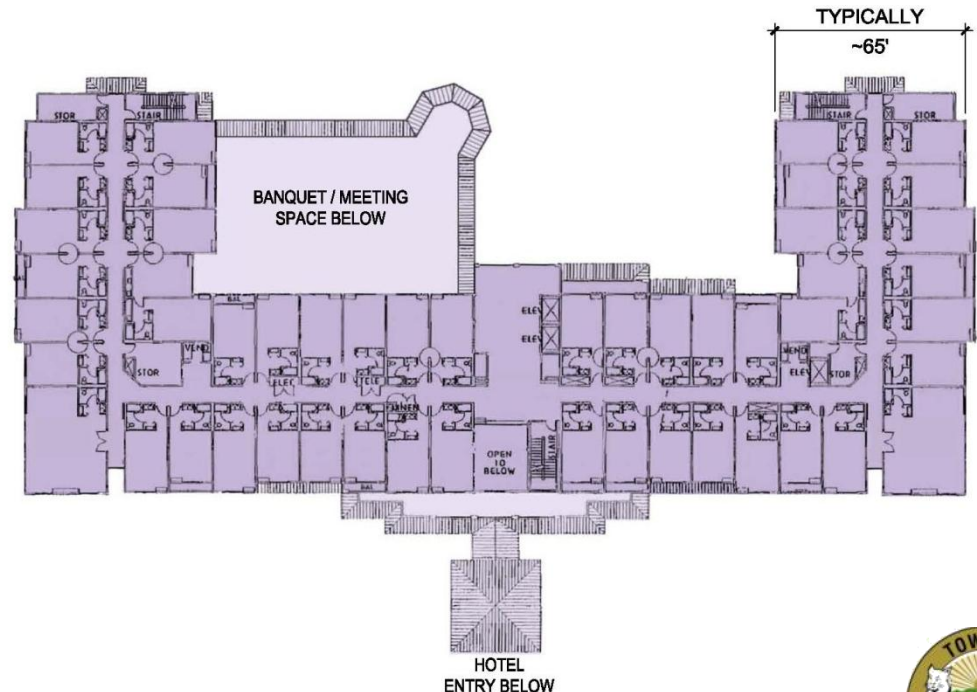 TYPICALLY
~65'
STOR
STAIR
STAIR
STOR
BANQUET / MEETING
SPACE BELOW
ELEV
ELEV
VEND
STOR
ELEC
TELE
VEND
ELEV
STOR
LINEN
OPEN
TO
BELOW
STAIR
HOTEL
ENTRY BELOW
TOW